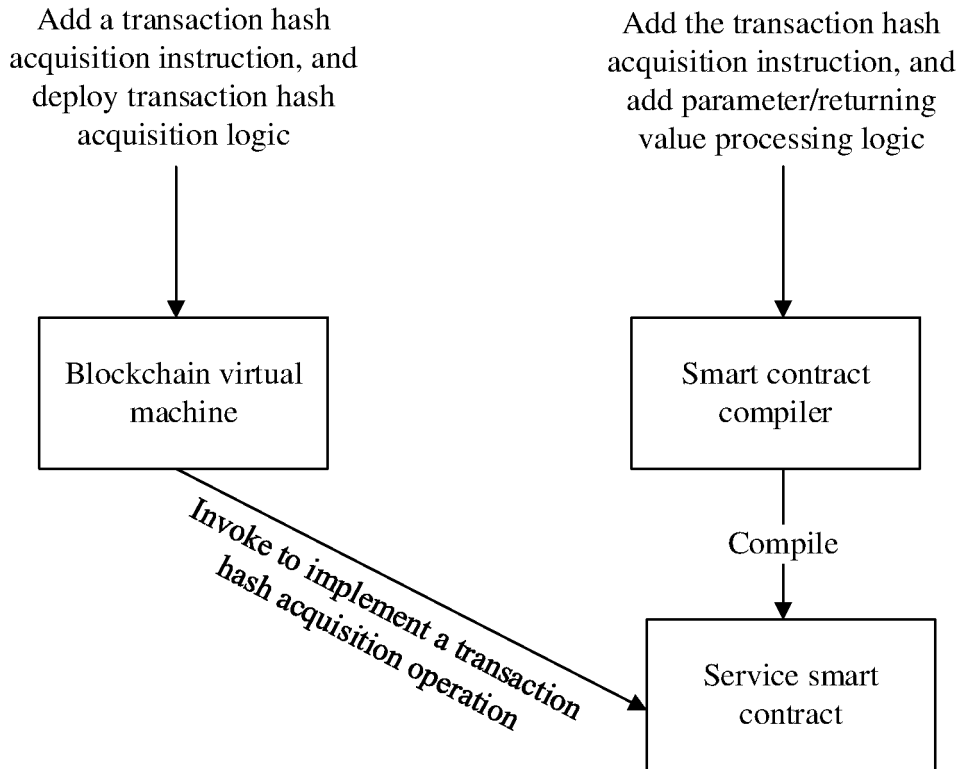 Add a transaction hash
acquisition instruction, and
deploy transaction hash
acquisition logic
Add the transaction hash
acquisition instruction, and
add parameter/returning
value processing logic
Blockchain virtual
machine
Smart contract
compiler
Invoke to implement a transaction
hash acquisition operation
Compile
Service smart
contract